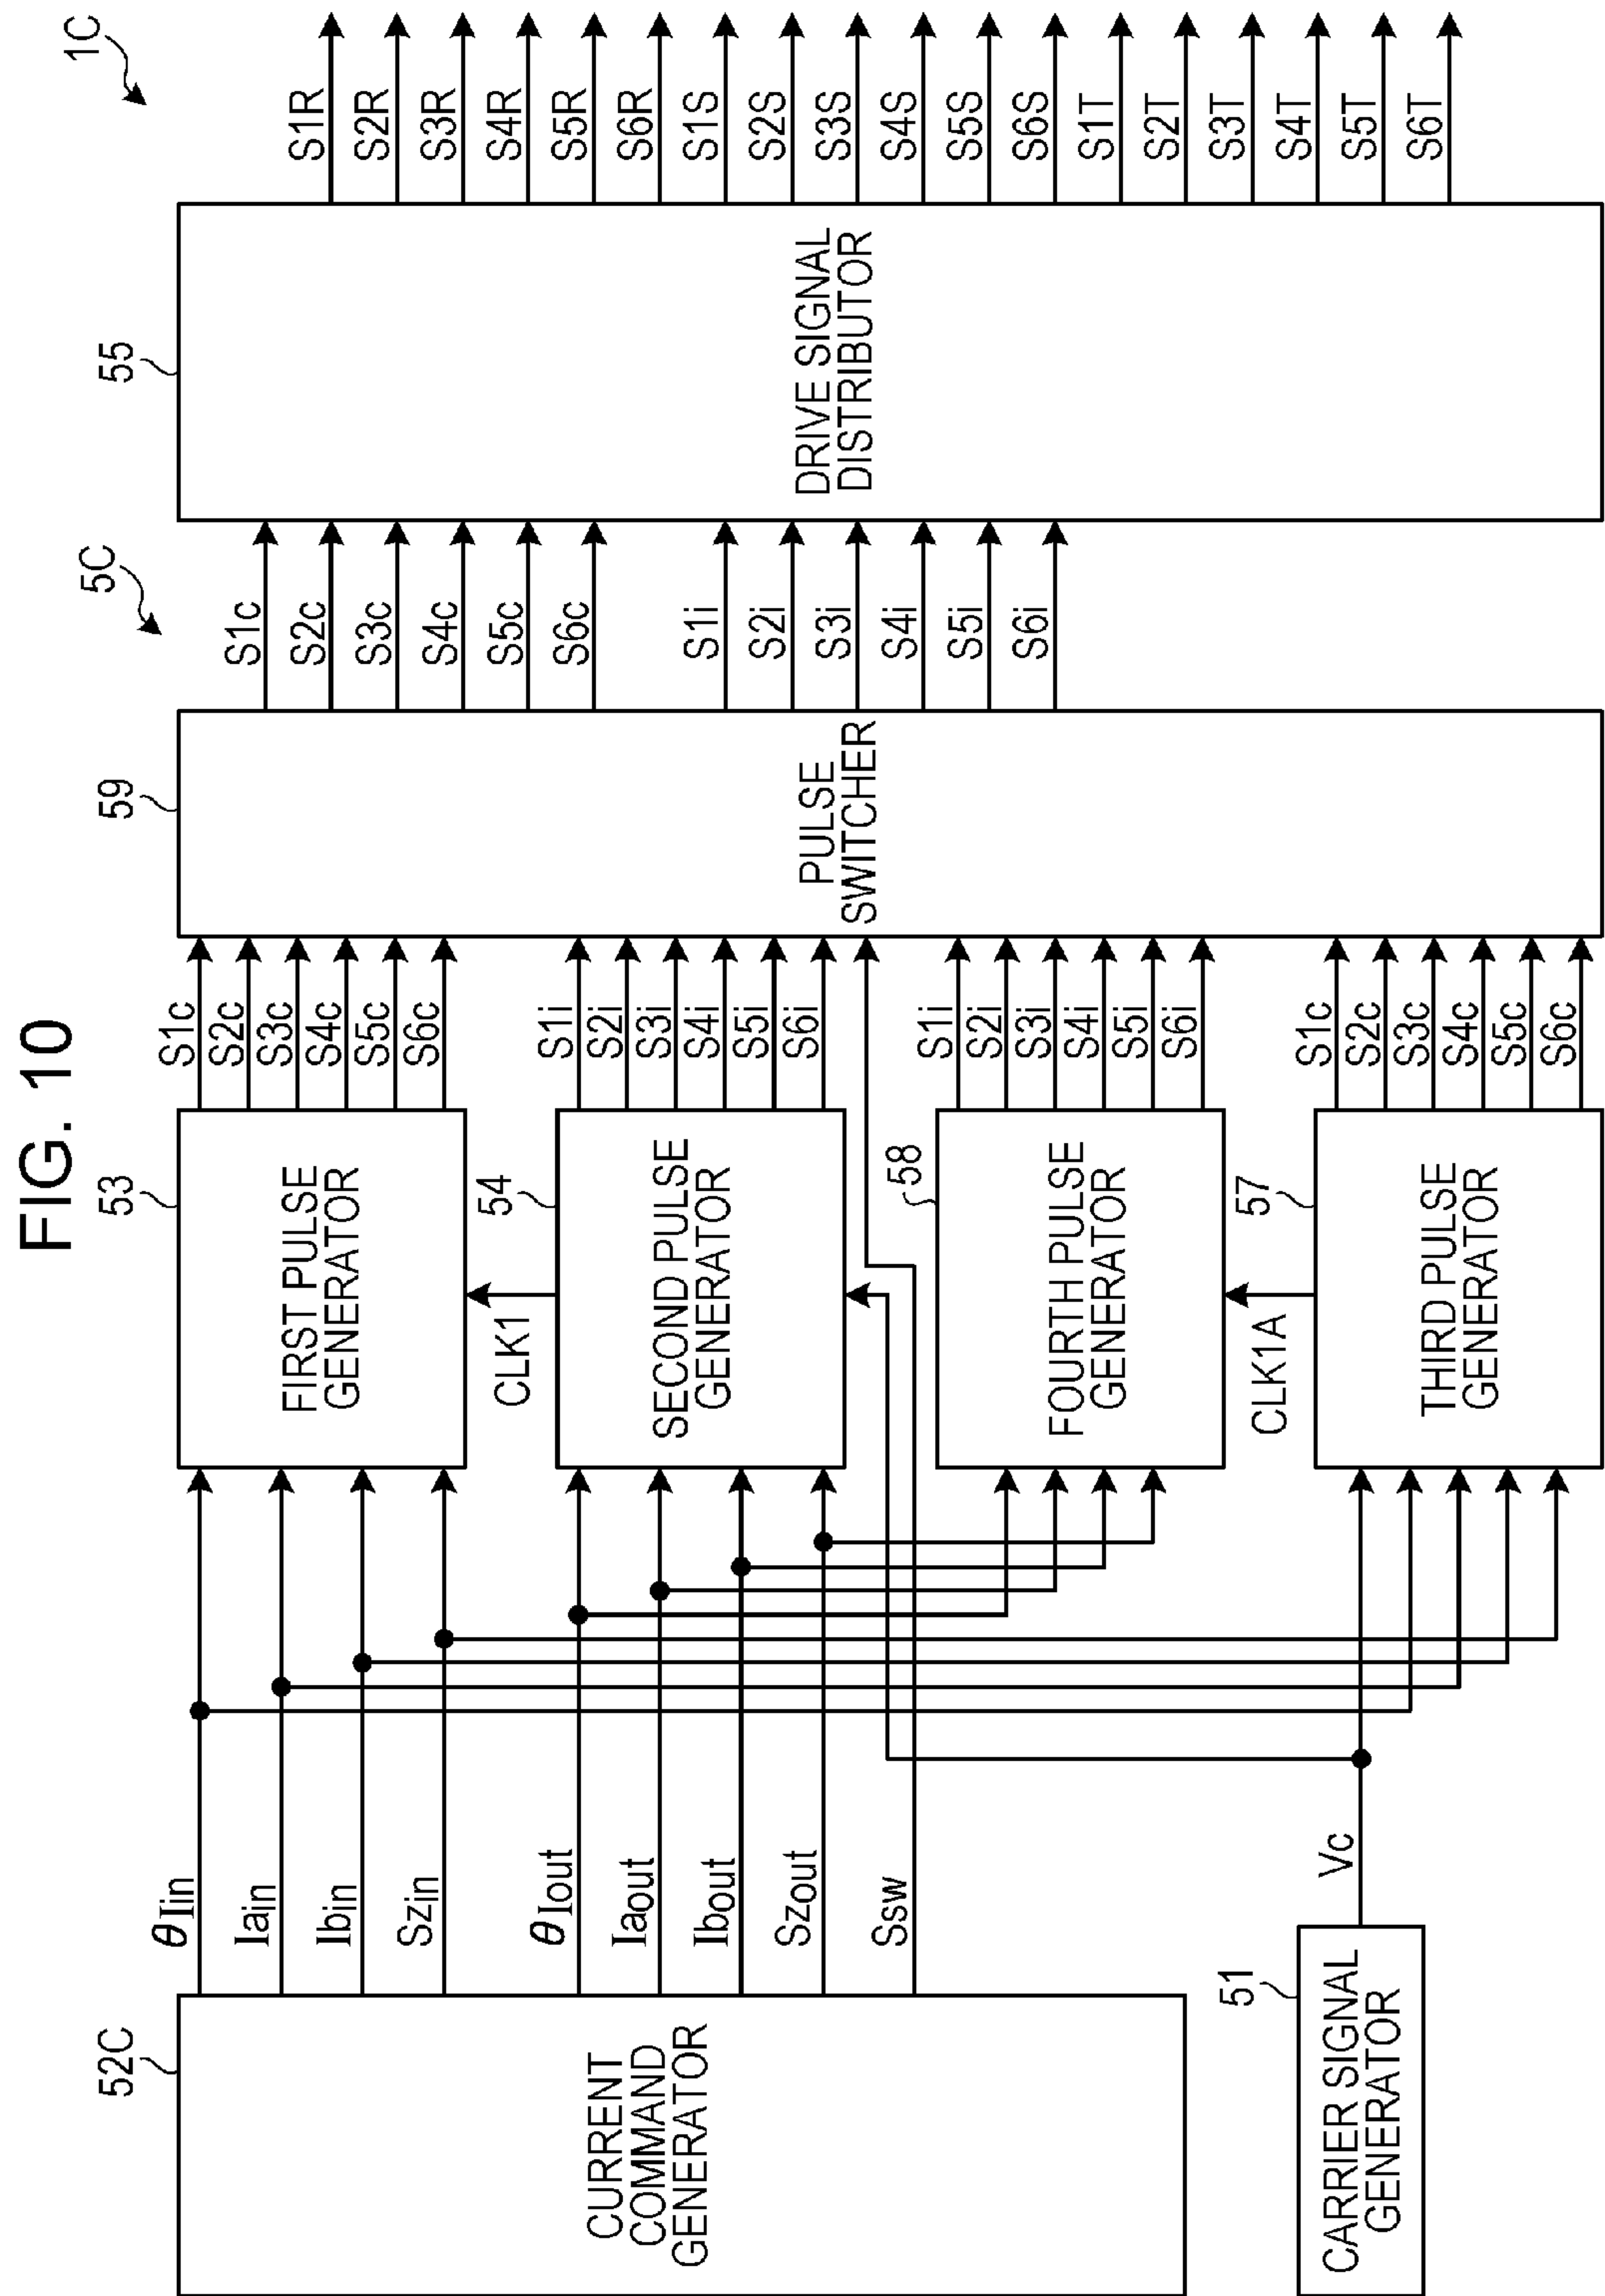 FIG. 10
1C
5C
52C
CURRENT
COMMAND
GENERATOR
51
CARRIER SIGNAL
GENERATOR
θIin
Iain
Ibin
Szin
θIout
Iaout
Ibout
Szout
Ssw
Vc
53
FIRST PULSE
GENERATOR
CLK1
54
SECOND PULSE
GENERATOR
58
FOURTH PULSE
GENERATOR
CLK1A
57
THIRD PULSE
GENERATOR
S1c
S2c
S3c
S4c
S5c
S6c
S1i
S2i
S3i
S4i
S5i
S6i
S1i
S2i
S3i
S4i
S5i
S6i
S1c
S2c
S3c
S4c
S5c
S6c
59
PULSE
SWITCHER
S1c
S2c
S3c
S4c
S5c
S6c
S1i
S2i
S3i
S4i
S5i
S6i
55
DRIVE SIGNAL
DISTRIBUTOR
S1R
S2R
S3R
S4R
S5R
S6R
S1S
S2S
S3S
S4S
S5S
S6S
S1T
S2T
S3T
S4T
S5T
S6T